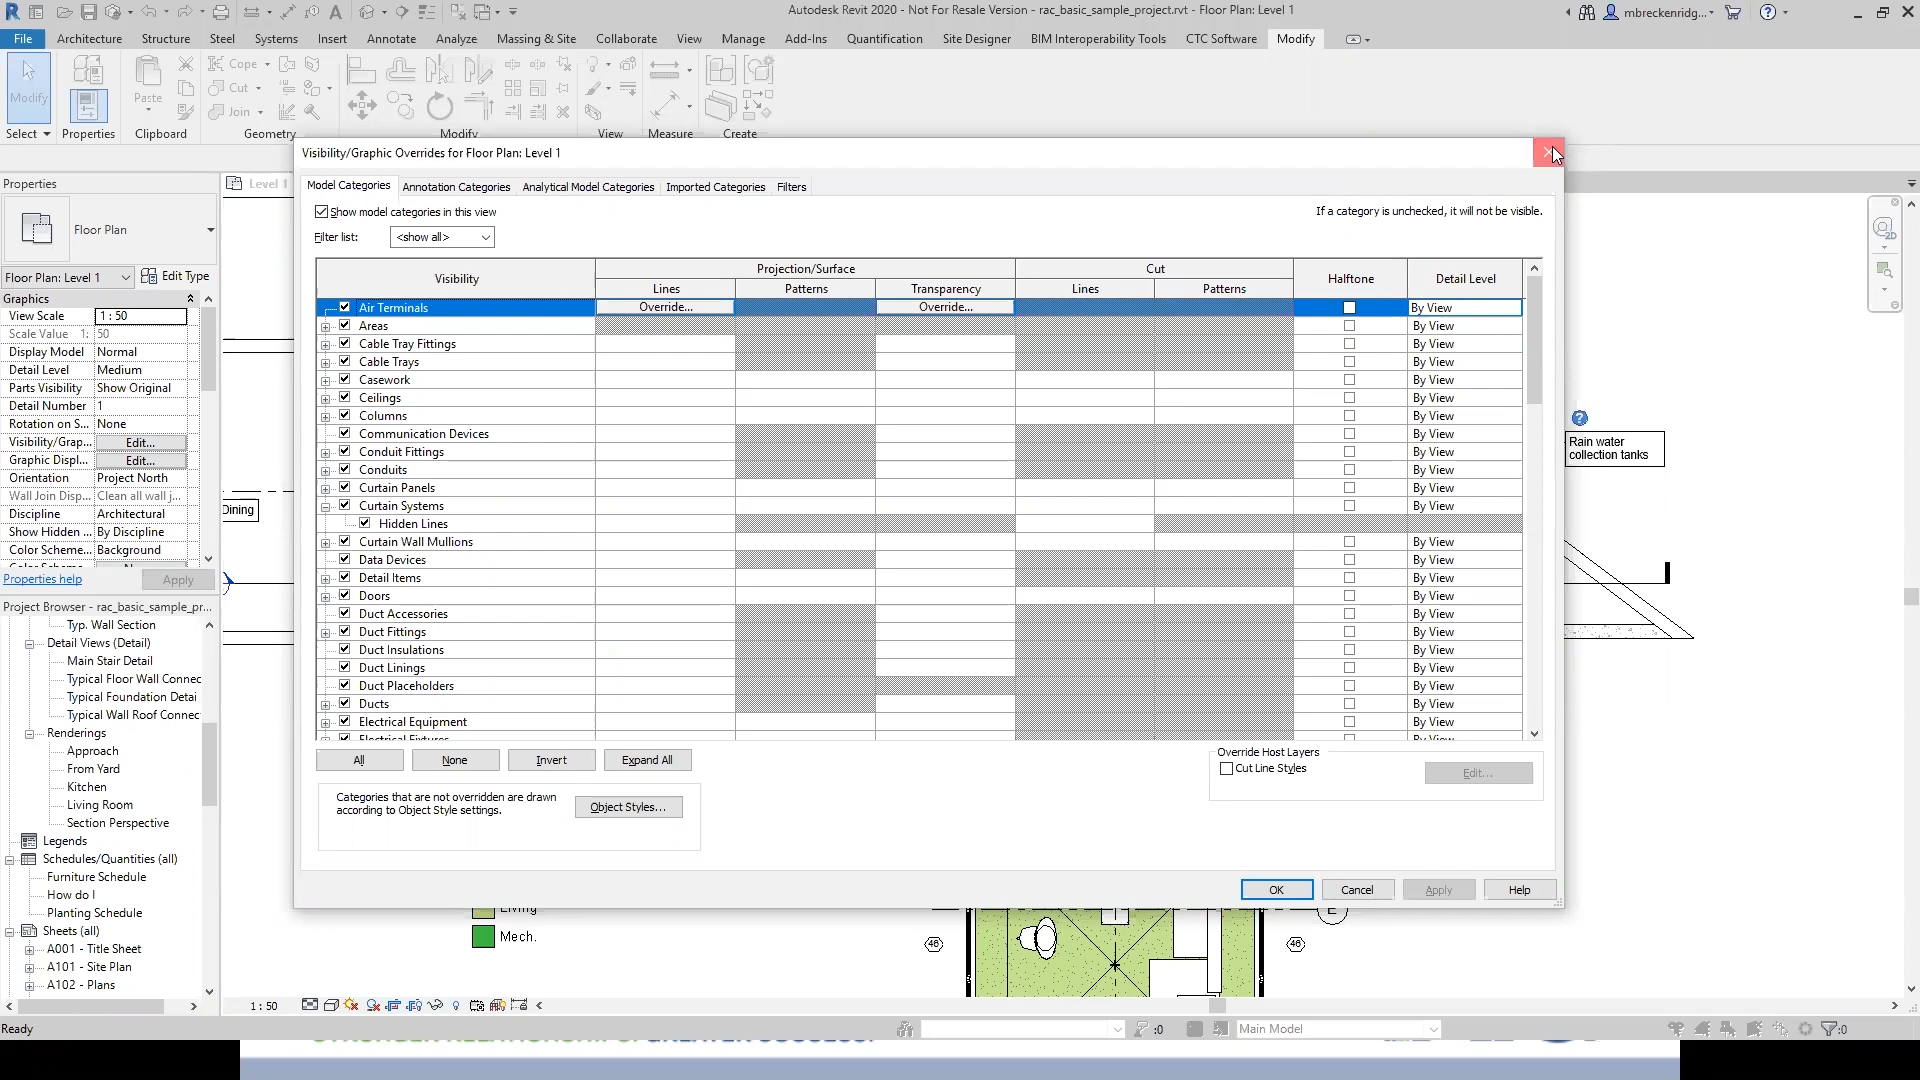 Autodesk Revit 2020 - Not For Resale Version - rac_basic_sample_project.rvt - Floor Plan: Level 1
mbreckenridg...
File Architecture Structure Steel Systems Insert Annotate Analyze Massing & Site Collaborate View Manage Add-Ins Quantification Site Designer BIM Interoperability Tools CTC Software Modify
Modify
Paste
Cope
Cut
Join
Select Properties Clipboard Geometry Modify View Measure Create
Properties
Floor Plan
Floor Plan: Level 1 Edit Type
Graphics
View Scale 1 : 50
Scale Value 1: 50
Display Model Normal
Detail Level Medium
Parts Visibility Show Original
Detail Number 1
Rotation on S... None
Visibility/Grap... Edit...
Graphic Displ... Edit...
Orientation Project North
Wall Join Disp... Clean all wall j...
Discipline Architectural
Show Hidden ... By Discipline
Color Scheme... Background
Properties help Apply
Project Browser - rac_basic_sample_pr...
Typ. Wall Section
Detail Views (Detail)
Main Stair Detail
Typical Floor Wall Connec
Typical Foundation Detai
Typical Wall Roof Connec
Renderings
Approach
From Yard
Kitchen
Living Room
Section Perspective
Legends
Schedules/Quantities (all)
Furniture Schedule
How do I
Planting Schedule
Sheets (all)
A001 - Title Sheet
A101 - Site Plan
A102 - Plans
Level 1
Dining
Visibility/Graphic Overrides for Floor Plan: Level 1
Model Categories Annotation Categories Analytical Model Categories Imported Categories Filters
Show model categories in this view
If a category is unchecked, it will not be visible.
Filter list: <show all>
Visibility Projection/Surface Cut Halftone Detail Level
Lines Patterns Transparency Lines Patterns
Air Terminals Override... Override... By View
Areas By View
Cable Tray Fittings By View
Cable Trays By View
Casework By View
Ceilings By View
Columns By View
Communication Devices By View
Conduit Fittings By View
Conduits By View
Curtain Panels By View
Curtain Systems By View
Hidden Lines
Curtain Wall Mullions By View
Data Devices By View
Detail Items By View
Doors By View
Duct Accessories By View
Duct Fittings By View
Duct Insulations By View
Duct Linings By View
Duct Placeholders By View
Ducts By View
Electrical Equipment By View
Electrical Fixtures By View
All None Invert Expand All
Override Host Layers
Cut Line Styles Edit...
Categories that are not overridden are drawn
according to Object Style settings.
Object Styles...
OK Cancel Apply Help
2D
Rain water
collection tanks
Living
Mech.
46
46
E
1 : 50
Ready
:0
Main Model
:0